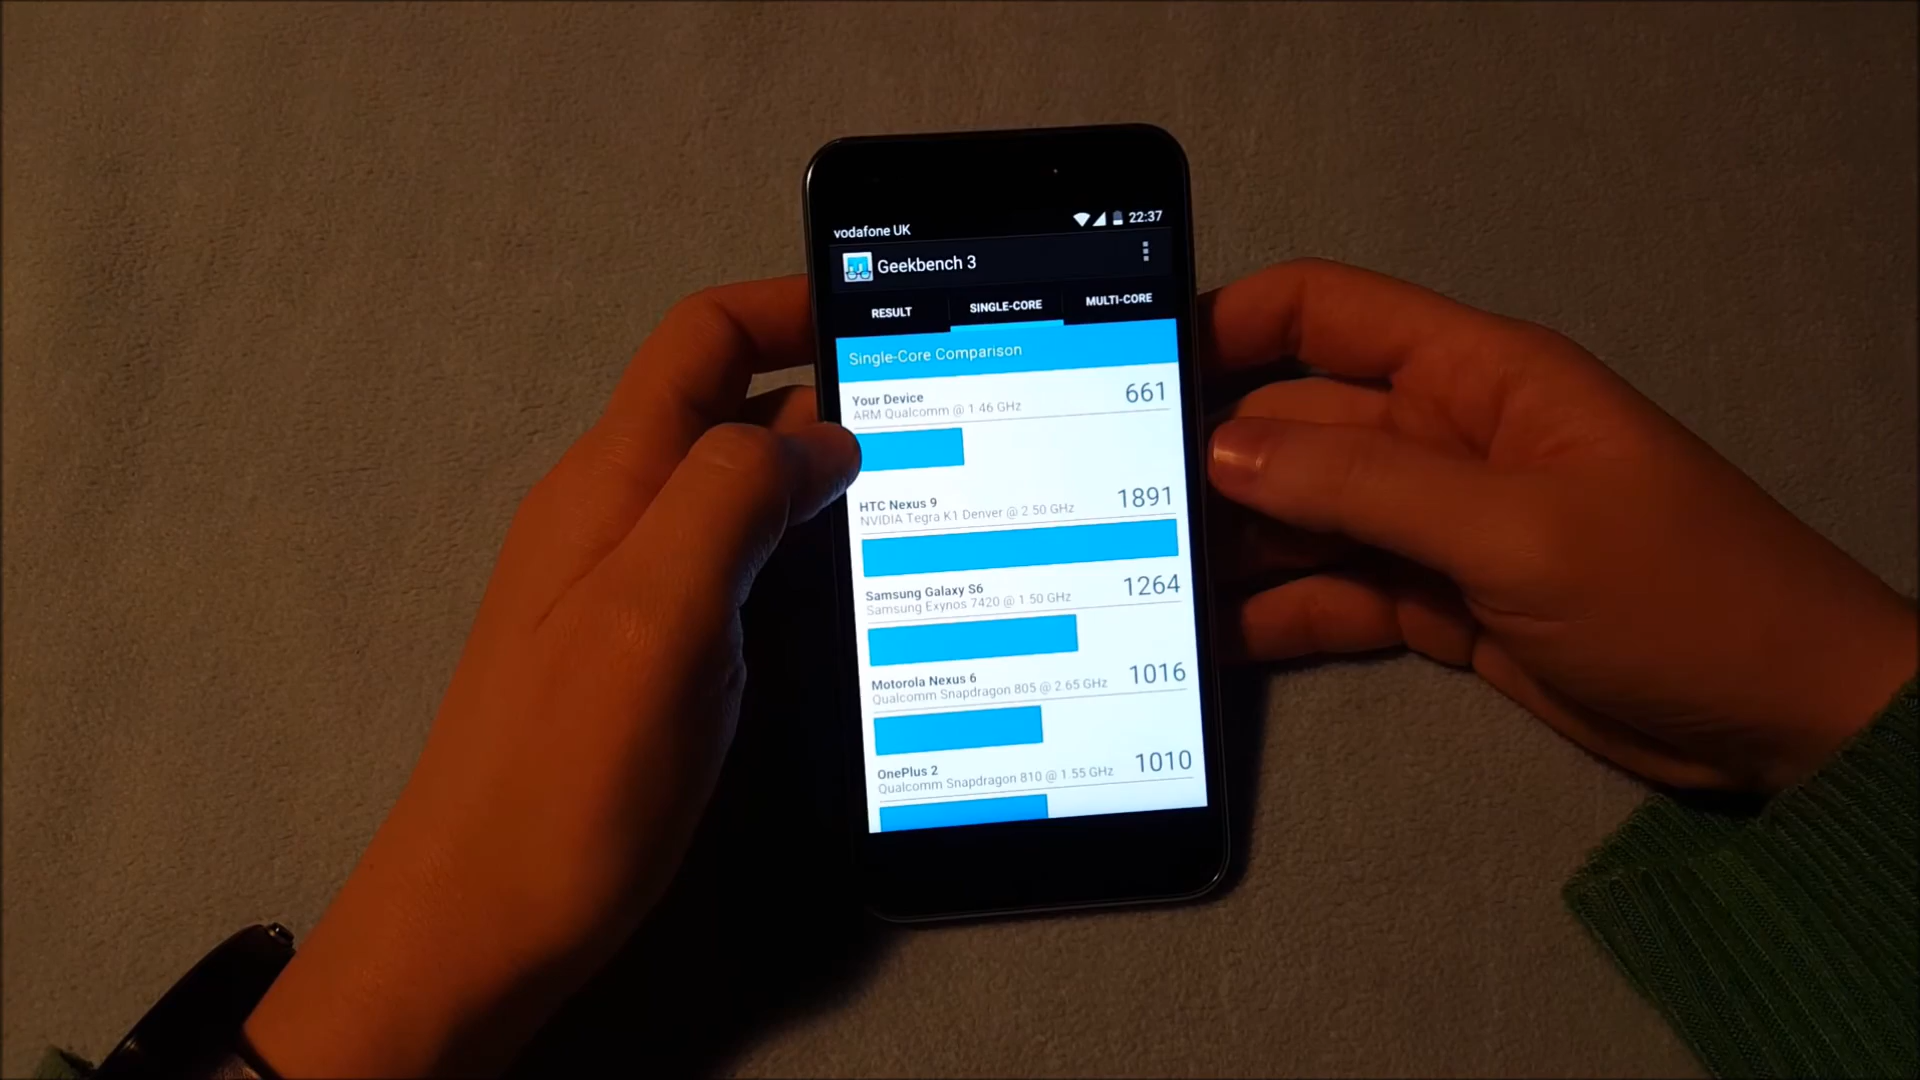 vodafone UK 22:37
Geekbench 3
RESULT SINGLE-CORE MULTI-CORE
Single-Core Comparison
Your Device 661
ARM Qualcomm @ 1.46 GHz
HTC Nexus 9 1891
NVIDIA Tegra K1 Denver @ 2.50 GHz
Samsung Galaxy S6 1264
Samsung Exynos 7420 @ 1.50 GHz
Motorola Nexus 6 1016
Qualcomm Snapdragon 805 @ 2.65 GHz
OnePlus 2 1010
Qualcomm Snapdragon 810 @ 1.55 GHz